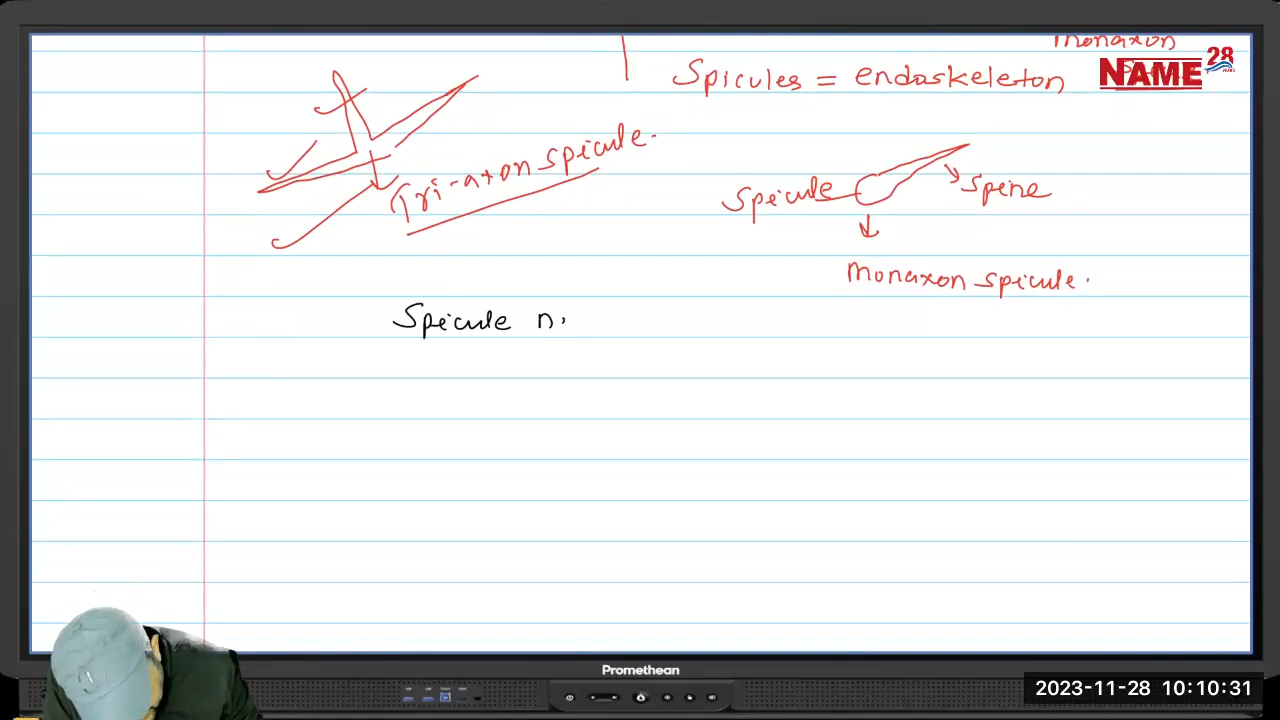 monaxon
Spicules = endoskeleton
NAME 28
Tri-axon spicule.
Spicule
Spine
Monaxon spicule.
Spicule n.
Promethean
2023-11-28 10:10:31